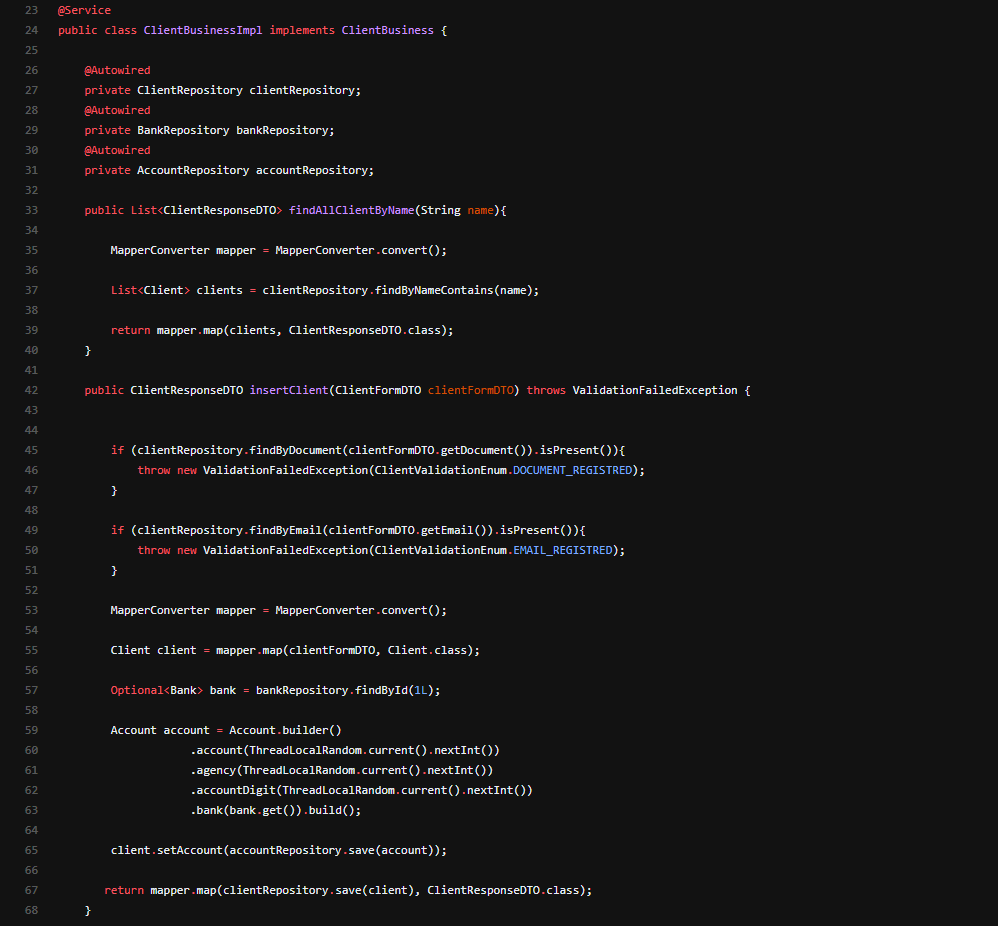 23 @Service
24 public class ClientBusinessImpl implements ClientBusiness {
25
26     @Autowired
27     private ClientRepository clientRepository;
28     @Autowired
29     private BankRepository bankRepository;
30     @Autowired
31     private AccountRepository accountRepository;
32
33     public List<ClientResponseDTO> findAllClientByName(String name){
34
35         MapperConverter mapper = MapperConverter.convert();
36
37         List<Client> clients = clientRepository.findByNameContains(name);
38
39         return mapper.map(clients, ClientResponseDTO.class);
40     }
41
42     public ClientResponseDTO insertClient(ClientFormDTO clientFormDTO) throws ValidationFailedException {
43
44
45         if (clientRepository.findByDocument(clientFormDTO.getDocument()).isPresent()){
46             throw new ValidationFailedException(ClientValidationEnum.DOCUMENT_REGISTRED);
47         }
48
49         if (clientRepository.findByEmail(clientFormDTO.getEmail()).isPresent()){
50             throw new ValidationFailedException(ClientValidationEnum.EMAIL_REGISTRED);
51         }
52
53         MapperConverter mapper = MapperConverter.convert();
54
55         Client client = mapper.map(clientFormDTO, Client.class);
56
57         Optional<Bank> bank = bankRepository.findById(1L);
58
59         Account account = Account.builder()
60                     .account(ThreadLocalRandom.current().nextInt())
61                     .agency(ThreadLocalRandom.current().nextInt())
62                     .accountDigit(ThreadLocalRandom.current().nextInt())
63                     .bank(bank.get()).build();
64
65         client.setAccount(accountRepository.save(account));
66
67        return mapper.map(clientRepository.save(client), ClientResponseDTO.class);
68     }